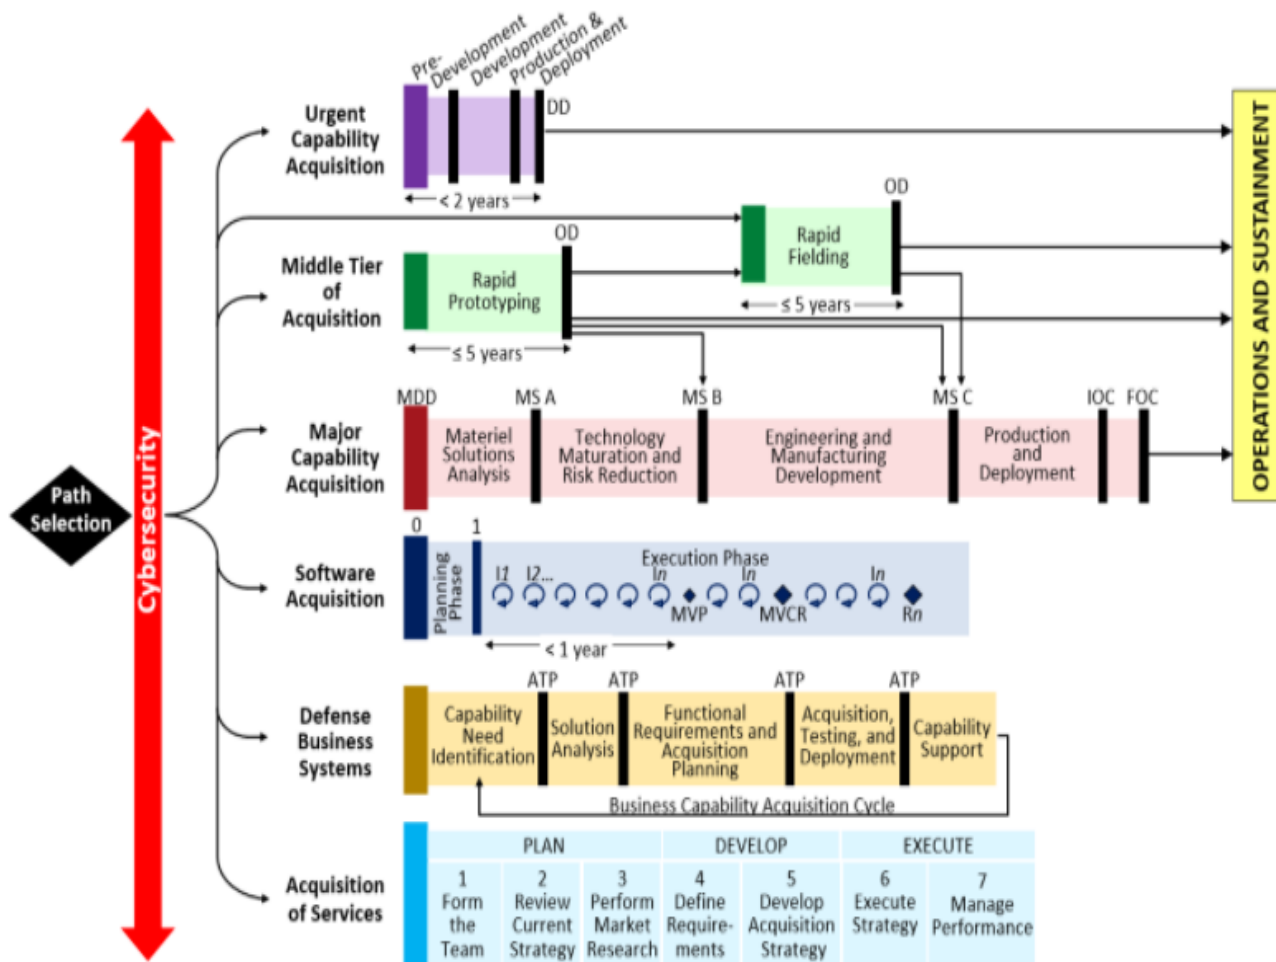 Pre-
Development
Development
Production &
Deployment
DD
Urgent
Capability
Acquisition
< 2 years
OD
Rapid
Fielding
≤ 5 years
OD
Middle Tier
of
Acquisition
Rapid
Prototyping
≤ 5 years
MDD
MS A
MS B
MS C
IOC
FOC
Major
Capability
Acquisition
Materiel
Solutions
Analysis
Technology
Maturation and
Risk Reduction
Engineering and
Manufacturing
Development
Production
and
Deployment
OPERATIONS AND SUSTAINMENT
Path
Selection
Cybersecurity
0
1
Software
Acquisition
Planning
Phase
Execution Phase
I1
I2...
In
In
In
MVP
MVCR
Rn
< 1 year
ATP
ATP
ATP
ATP
Defense
Business
Systems
Capability
Need
Identification
Solution
Analysis
Functional
Requirements and
Acquisition
Planning
Acquisition,
Testing, and
Deployment
Capability
Support
Business Capability Acquisition Cycle
Acquisition
of Services
PLAN
DEVELOP
EXECUTE
1
Form
the
Team
2
Review
Current
Strategy
3
Perform
Market
Research
4
Define
Require-
ments
5
Develop
Acquisition
Strategy
6
Execute
Strategy
7
Manage
Performance